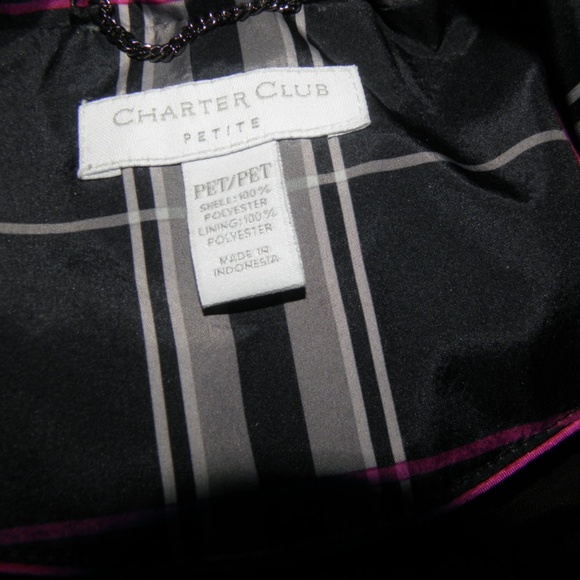 CHARTER CLUB
PETITE
PET/PET
SHELL: 100%
POLYESTER
LINING: 100%
POLYESTER
MADE IN
INDONESIA